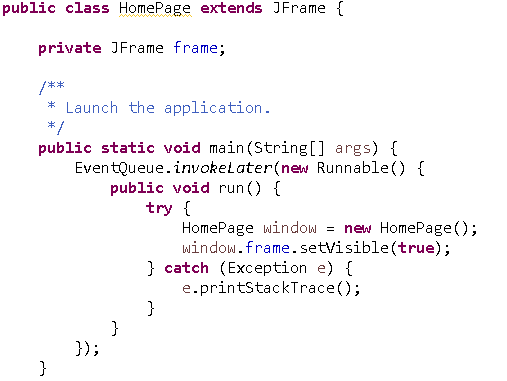 public class HomePage extends JFrame {
private JFrame frame;
/**
* Launch the application.
*/
public static void main(String[] args) {
EventQueue.invokeLater(new Runnable() {
public void run() {
try {
HomePage window = new HomePage();
window.frame.setVisible(true);
} catch (Exception e) {
e.printStackTrace();
}
}
});
}